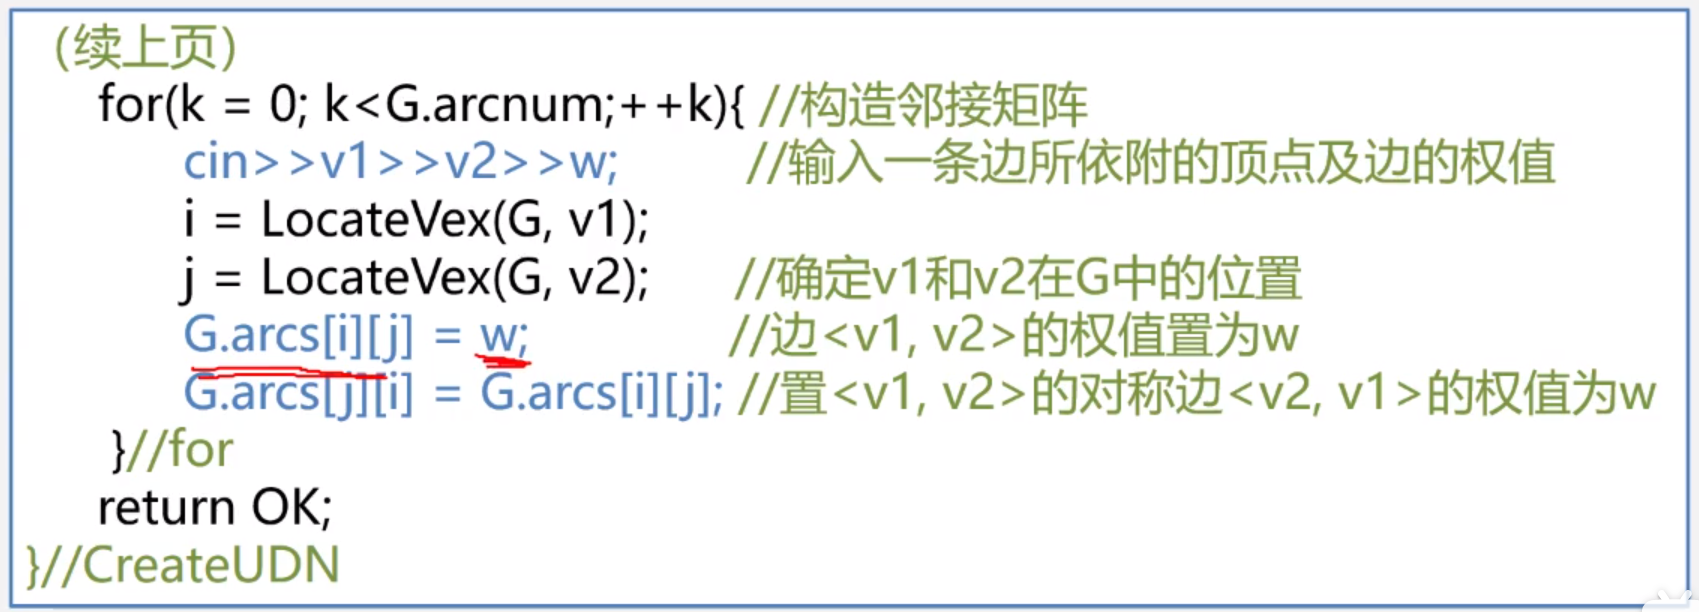 (续上页)
for(k = 0; k<G.arcnum;++k){ //构造邻接矩阵
cin>>v1>>v2>>w; //输入一条边所依附的顶点及边的权值
i = LocateVex(G, v1);
j = LocateVex(G, v2); //确定v1和v2在G中的位置
G.arcs[i][j] = w; //边<v1, v2>的权值置为w
G.arcs[j][i] = G.arcs[i][j]; //置<v1, v2>的对称边<v2, v1>的权值为w
}//for
return OK;
}//CreateUDN